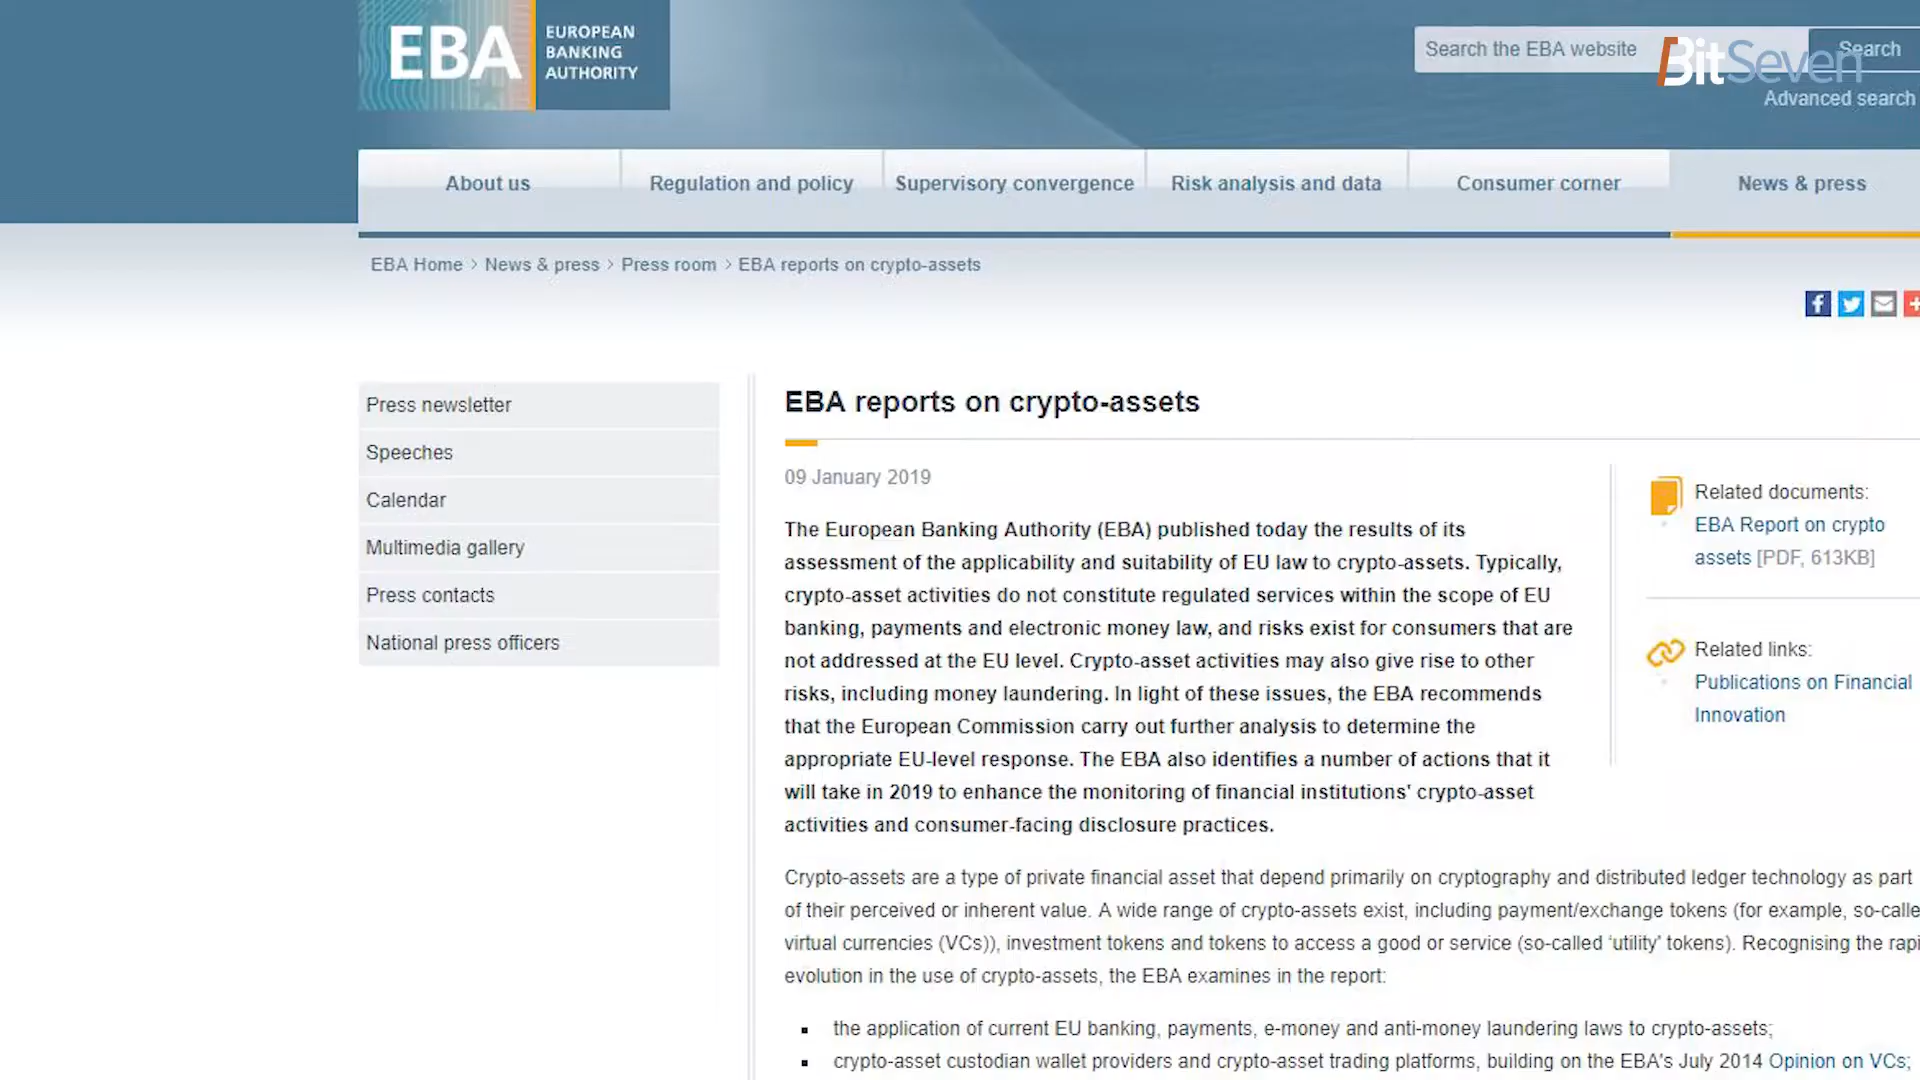 EBA
EUROPEAN
BANKING
AUTHORITY
Search the EBA website
Search
BitSeven
Advanced search
About us
Regulation and policy
Supervisory convergence
Risk analysis and data
Consumer corner
News & press
EBA Home > News & press > Press room > EBA reports on crypto-assets
Press newsletter
Speeches
Calendar
Multimedia gallery
Press contacts
National press officers
EBA reports on crypto-assets
09 January 2019
The European Banking Authority (EBA) published today the results of its
assessment of the applicability and suitability of EU law to crypto-assets. Typically,
crypto-asset activities do not constitute regulated services within the scope of EU
banking, payments and electronic money law, and risks exist for consumers that are
not addressed at the EU level. Crypto-asset activities may also give rise to other
risks, including money laundering. In light of these issues, the EBA recommends
that the European Commission carry out further analysis to determine the
appropriate EU-level response. The EBA also identifies a number of actions that it
will take in 2019 to enhance the monitoring of financial institutions' crypto-asset
activities and consumer-facing disclosure practices.
Related documents:
EBA Report on crypto
assets [PDF, 613KB]
Related links:
Publications on Financial
Innovation
Crypto-assets are a type of private financial asset that depend primarily on cryptography and distributed ledger technology as part
of their perceived or inherent value. A wide range of crypto-assets exist, including payment/exchange tokens (for example, so-calle
virtual currencies (VCs)), investment tokens and tokens to access a good or service (so-called ‘utility’ tokens). Recognising the rapi
evolution in the use of crypto-assets, the EBA examines in the report:
▪ the application of current EU banking, payments, e-money and anti-money laundering laws to crypto-assets;
▪ crypto-asset custodian wallet providers and crypto-asset trading platforms, building on the EBA's July 2014 Opinion on VCs;